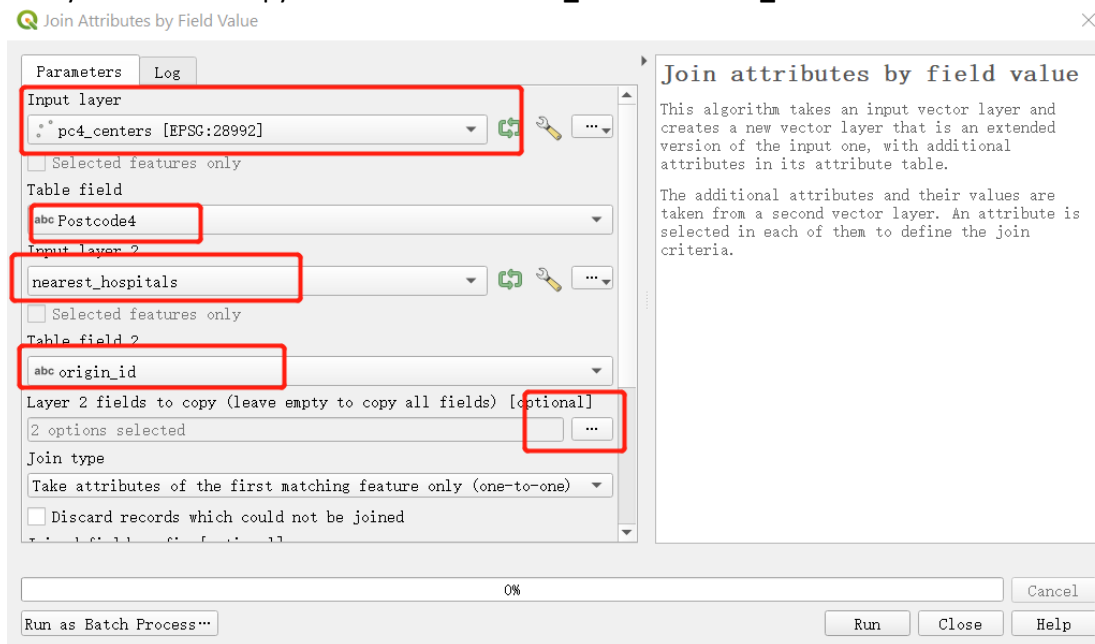 Join Attributes by Field Value
Parameters Log
Input layer
pc4_centers [EPSG:28992]
Selected features only
Table field
abc Postcode4
Input layer 2
nearest_hospitals
Selected features only
Table field 2
abc origin_id
Layer 2 fields to copy (leave empty to copy all fields) [optional]
2 options selected
...
Join type
Take attributes of the first matching feature only (one-to-one)
Discard records which could not be joined
Join attributes by field value
This algorithm takes an input vector layer and
creates a new vector layer that is an extended
version of the input one, with additional
attributes in its attribute table.
The additional attributes and their values are
taken from a second vector layer. An attribute is
selected in each of them to define the join
criteria.
0%
Cancel
Run as Batch Process…
Run Close Help